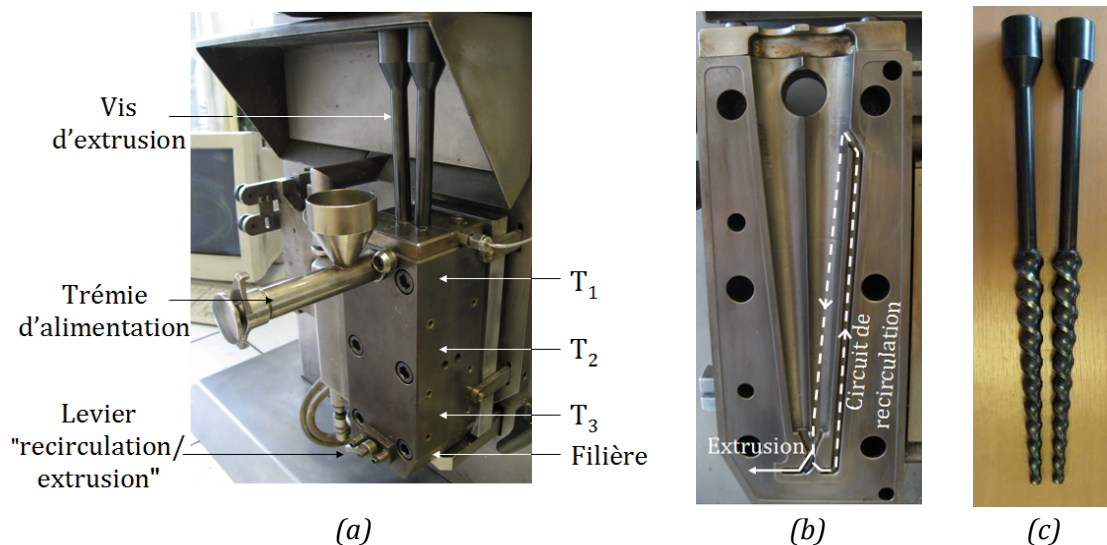 Vis
d'extrusion
Trémie
d'alimentation
Levier
"recirculation/
extrusion"
T1
T2
T3
Filière
(a)
Extrusion
Circuit de
recirculation
(b)
(c)